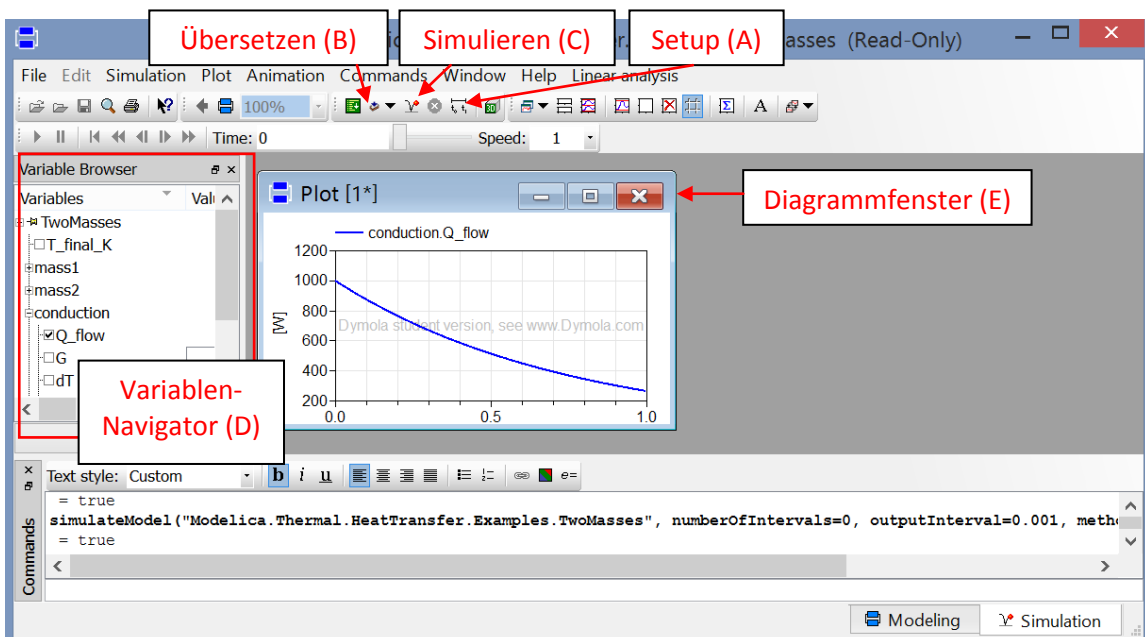 Übersetzen (B)
Simulieren (C)
Setup (A)
asses (Read-Only)
File Edit Simulation Plot Animation Commands Window Help Linear analysis
100%
A
Time: 0 Speed: 1
Variable Browser
Variables
TwoMasses
T_final_K
mass1
mass2
conduction
Q_flow
G
dT
Variablen-
Navigator (D)
Plot [1*]
conduction.Q_flow
1200
1000
800
600
400
200
[W]
Dymola student version, see www.Dymola.com
0.0 0.5 1.0
Diagrammfenster (E)
Text style: Custom b i u e=
= true
simulateModel("Modelica.Thermal.HeatTransfer.Examples.TwoMasses", numberOfIntervals=0, outputInterval=0.001, meth
= true
Commands
Modeling Simulation